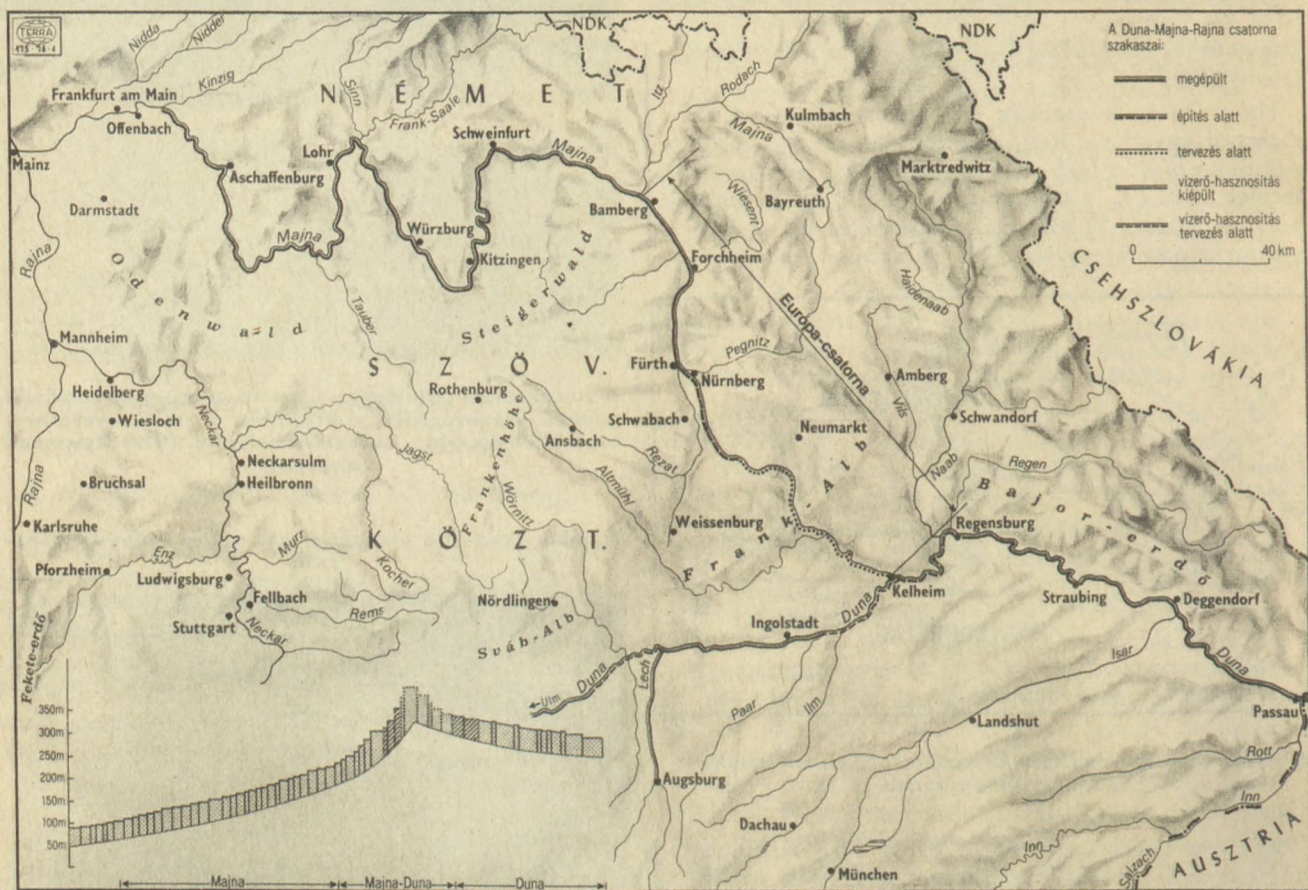 TERRA
NDK
NDK
A Duna-Majna-Rajna csatorna
szakaszai:
megépült
építés alatt
tervezés alatt
vízerő-hasznosítás
kiépült
vízerő-hasznosítás
tervezés alatt
0 40 km
Nidda
Nidder
Kinzig
Sinn
Frank-Saale
Itz
Rodach
NÉMET
Frankfurt am Main
Offenbach
Mainz
Aschaffenburg
Lohr
Schweinfurt
Majna
Majna
Kulmbach
Marktredwitz
Darmstadt
Rajna
Odenwald
Majna
Würzburg
Kitzingen
Bamberg
Wiesent
Bayreuth
Steigerwald
Forchheim
Haidenaab
CSEHSZLOVÁKIA
Tauber
Európa-csatorna
Mannheim
Heidelberg
Wiesloch
Neckar
SZÖV.
Rothenburg
Fürth
Pegnitz
Nürnberg
Amberg
Vils
Schwandorf
Frankenhöhe
Ansbach
Schwabach
Rezat
Neumarkt
Naab
Regen
Jagst
Neckarsulm
Heilbronn
Bruchsal
Rajna
Karlsruhe
Wörnitz
Altmühl
Weissenburg
Frank-Alb
Regensburg
Bajor-erdő
KÖZT.
Enz
Murr
Kocher
Pforzheim
Ludwigsburg
Fellbach
Rems
Stuttgart
Neckar
Nördlingen
Sváb-Alb
Kelheim
Duna
Ingolstadt
Straubing
Deggendorf
Fekete-erdő
Ulm
Duna
Lech
Paar
Ilm
Isar
Duna
Landshut
Passau
Rott
Augsburg
Dachau
München
Inn
Inn
Salzach
AUSZTRIA
350m
300m
250m
200m
150m
100m
50m
Majna
Majna-Duna
Duna